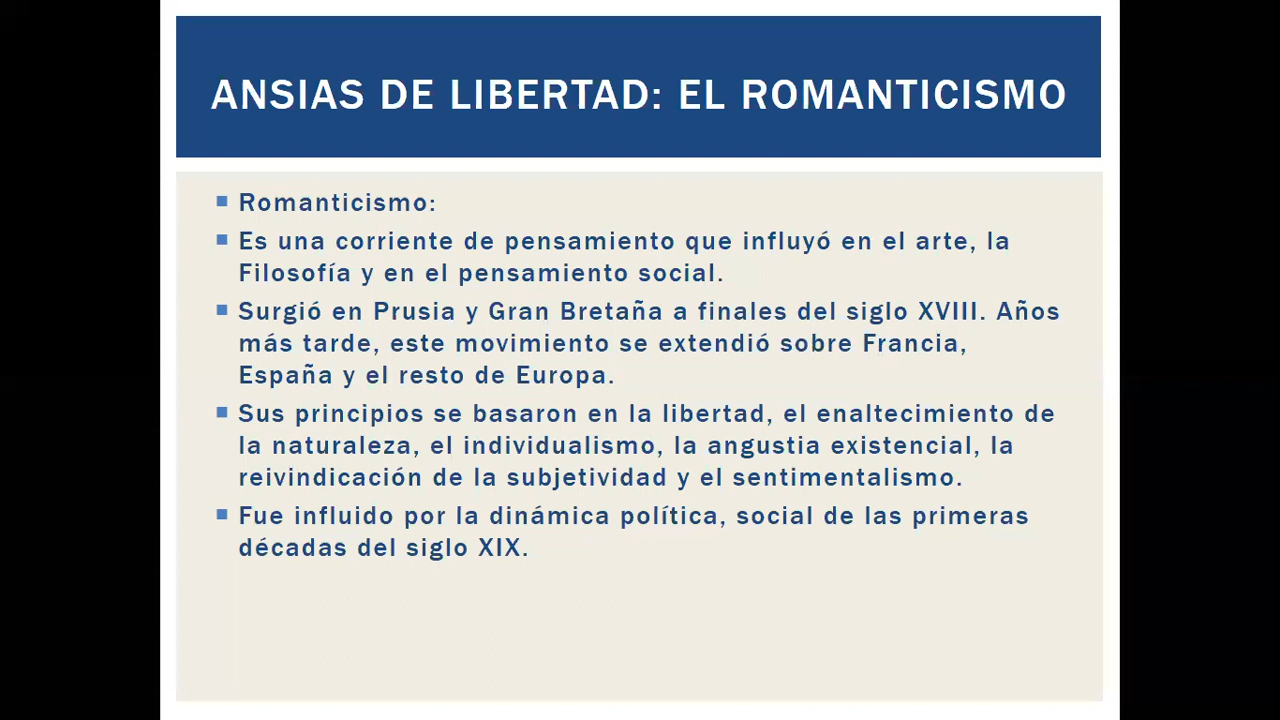 ANSIAS DE LIBERTAD: EL ROMANTICISMO
Romanticismo:
Es una corriente de pensamiento que influyó en el arte, la
Filosofía y en el pensamiento social.
Surgió en Prusia y Gran Bretaña a finales del siglo XVIII. Años
más tarde, este movimiento se extendió sobre Francia,
España y el resto de Europa.
Sus principios se basaron en la libertad, el enaltecimiento de
la naturaleza, el individualismo, la angustia existencial, la
reivindicación de la subjetividad y el sentimentalismo.
Fue influido por la dinámica política, social de las primeras
décadas del siglo XIX.